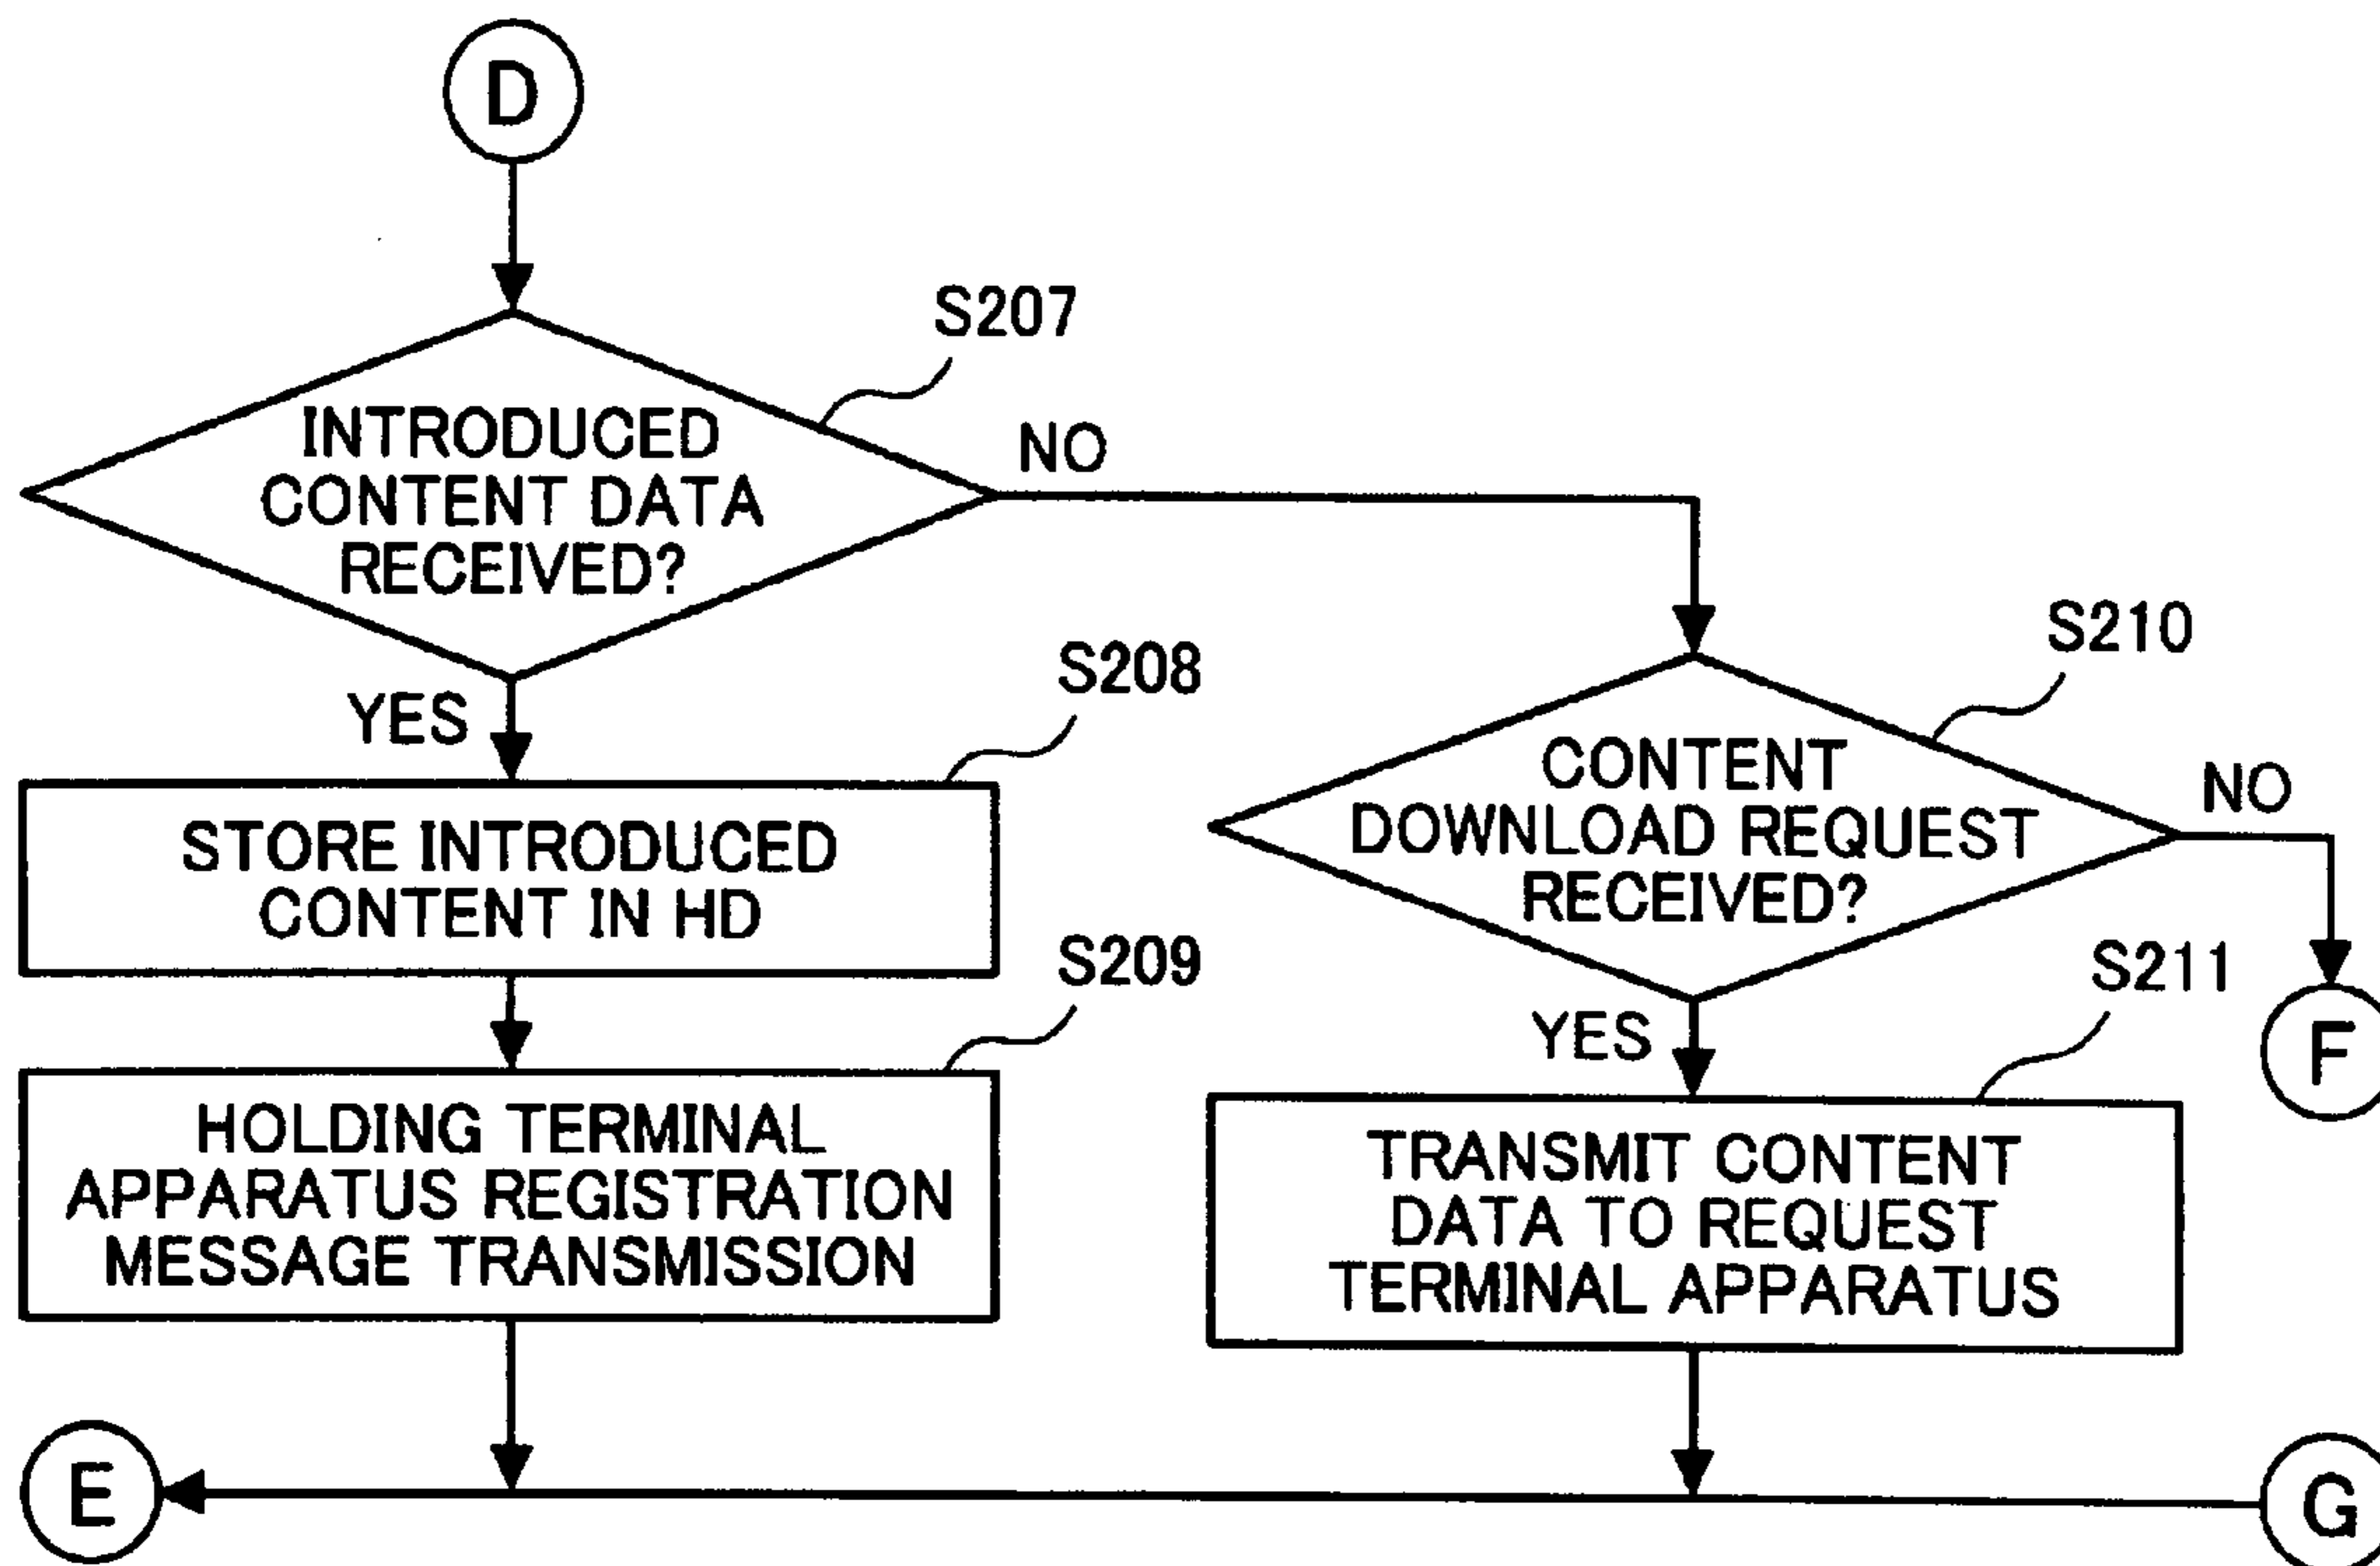 D
S207
INTRODUCED
CONTENT DATA
RECEIVED?
NO
YES
S208
STORE INTRODUCED
CONTENT IN HD
S209
HOLDING TERMINAL
APPARATUS REGISTRATION
MESSAGE TRANSMISSION
S210
CONTENT
DOWNLOAD REQUEST
RECEIVED?
NO
F
YES
S211
TRANSMIT CONTENT
DATA TO REQUEST
TERMINAL APPARATUS
E
G